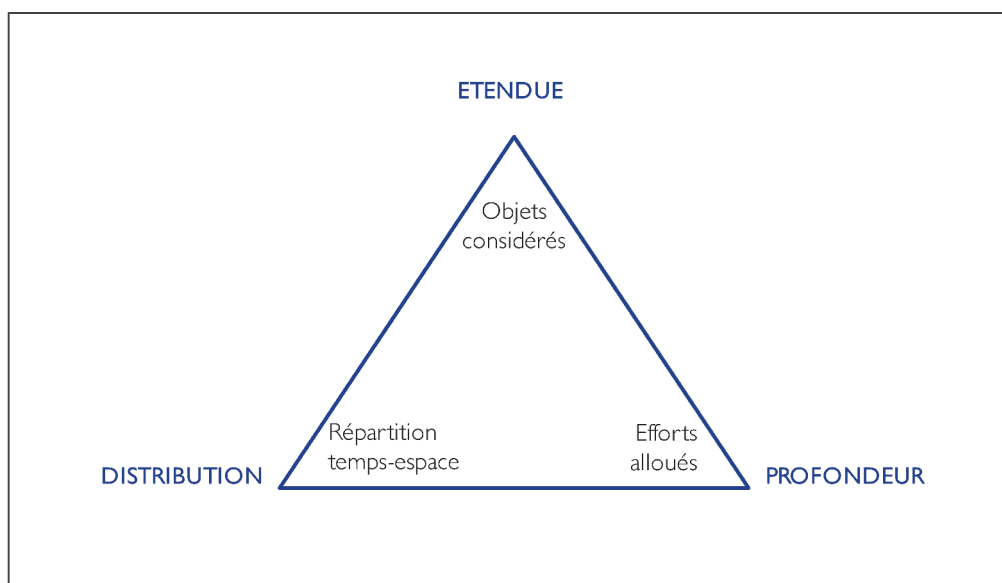 ETENDUE
Objets
considérés
Répartition
temps-espace
Efforts
alloués
DISTRIBUTION
PROFONDEUR